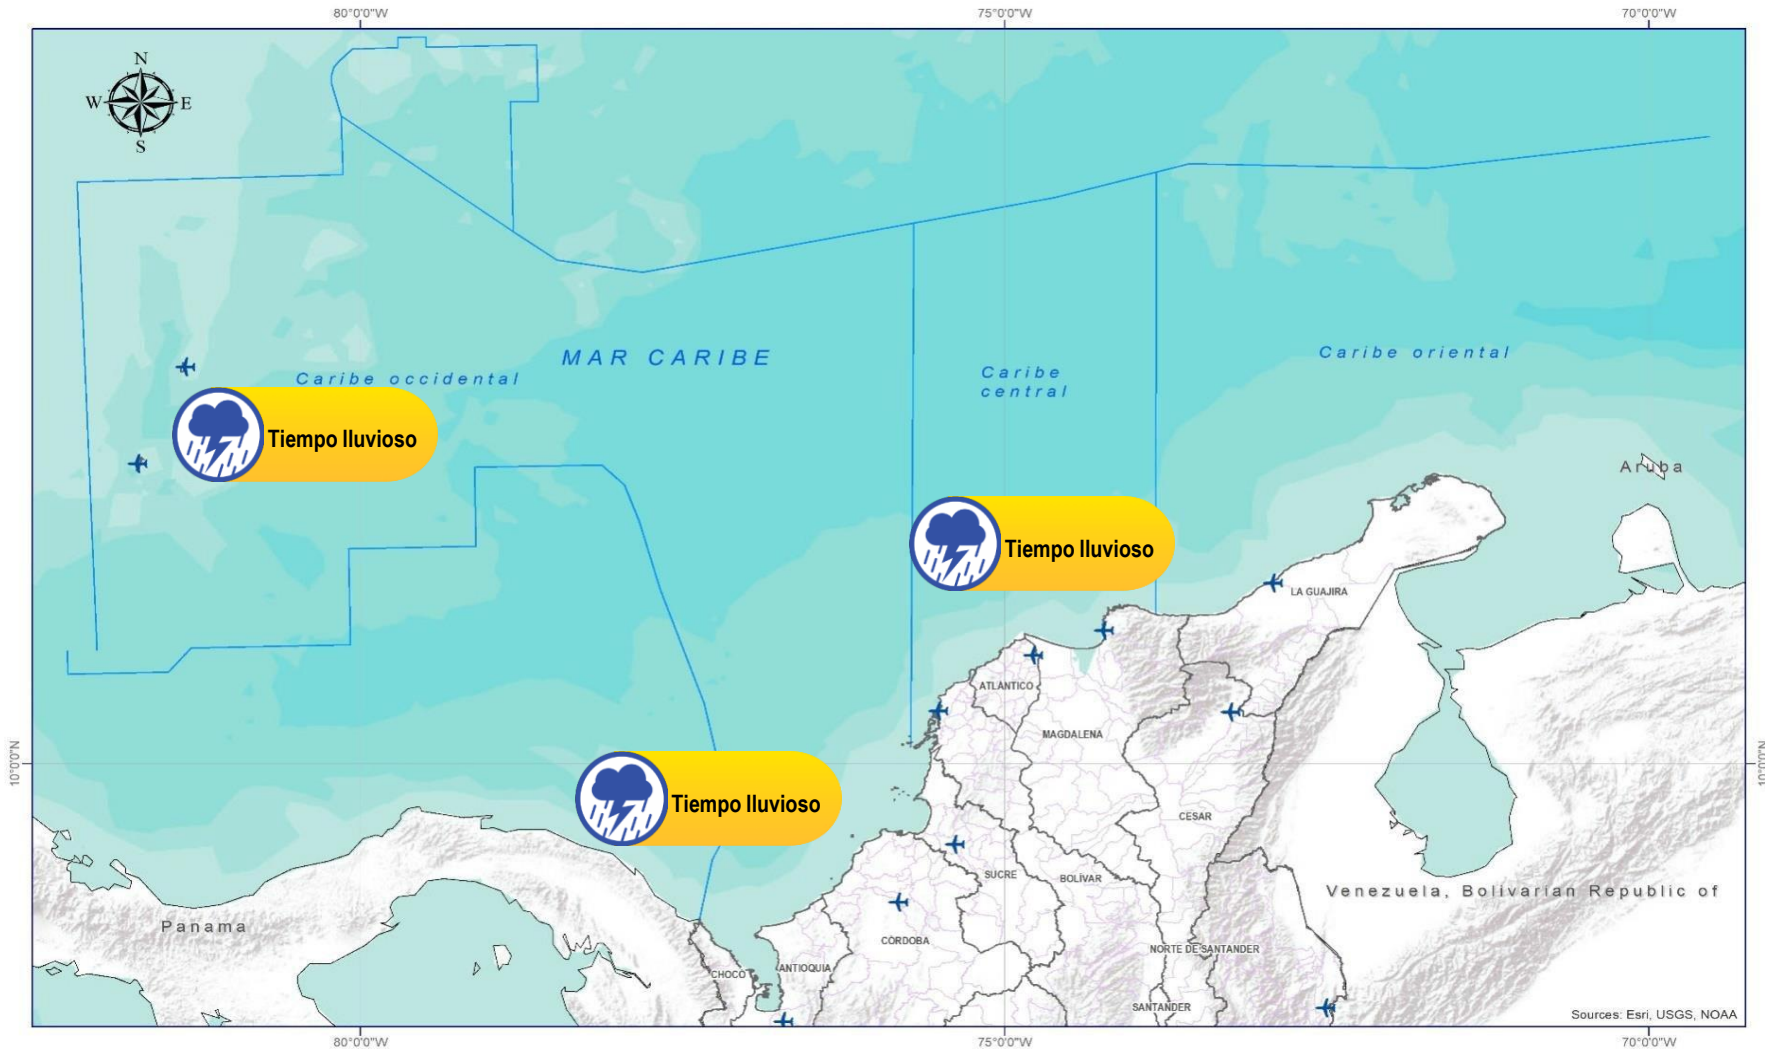 80°0'0"W
75°0'0"W
70°0'0"W
N
W
E
S
MAR CARIBE
Caribe oriental
Caribe occidental
Caribe
central
Tiempo lluvioso
Aruba
Tiempo lluvioso
LA GUAJIRA
ATLANTICO
MAGDALENA
10°0'0"N
10°0'0"N
Tiempo lluvioso
CESAR
SUCRE
BOLÍVAR
Venezuela, Bolivarian Republic of
Panama
CÓRDOBA
NORTE DE SANTANDER
CHOCO
ANTIOQUIA
SANTANDER
Sources: Esri, USGS, NOAA
80°0'0"W
75°0'0"W
70°0'0"W